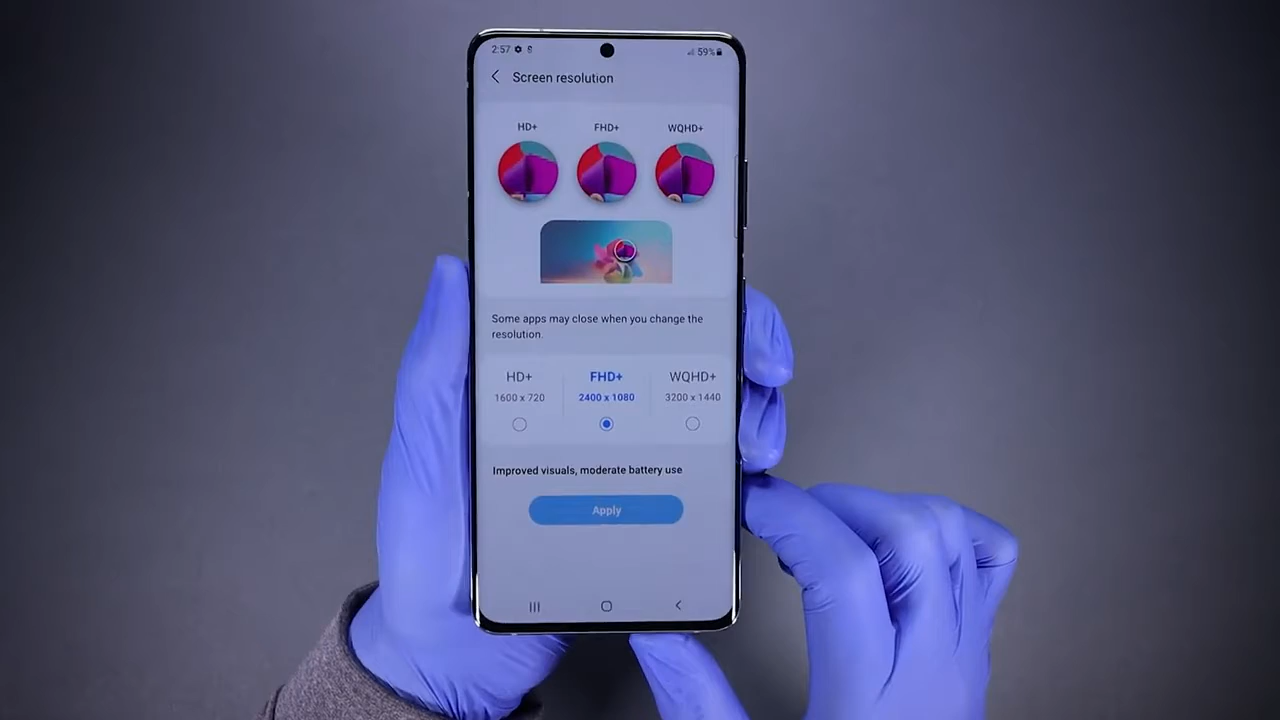 2:57
59%
Screen resolution
HD+ FHD+ WQHD+
Some apps may close when you change the
resolution.
HD+ FHD+ WQHD+
1600 x 720 2400 x 1080 3200 x 1440
Improved visuals, moderate battery use
Apply